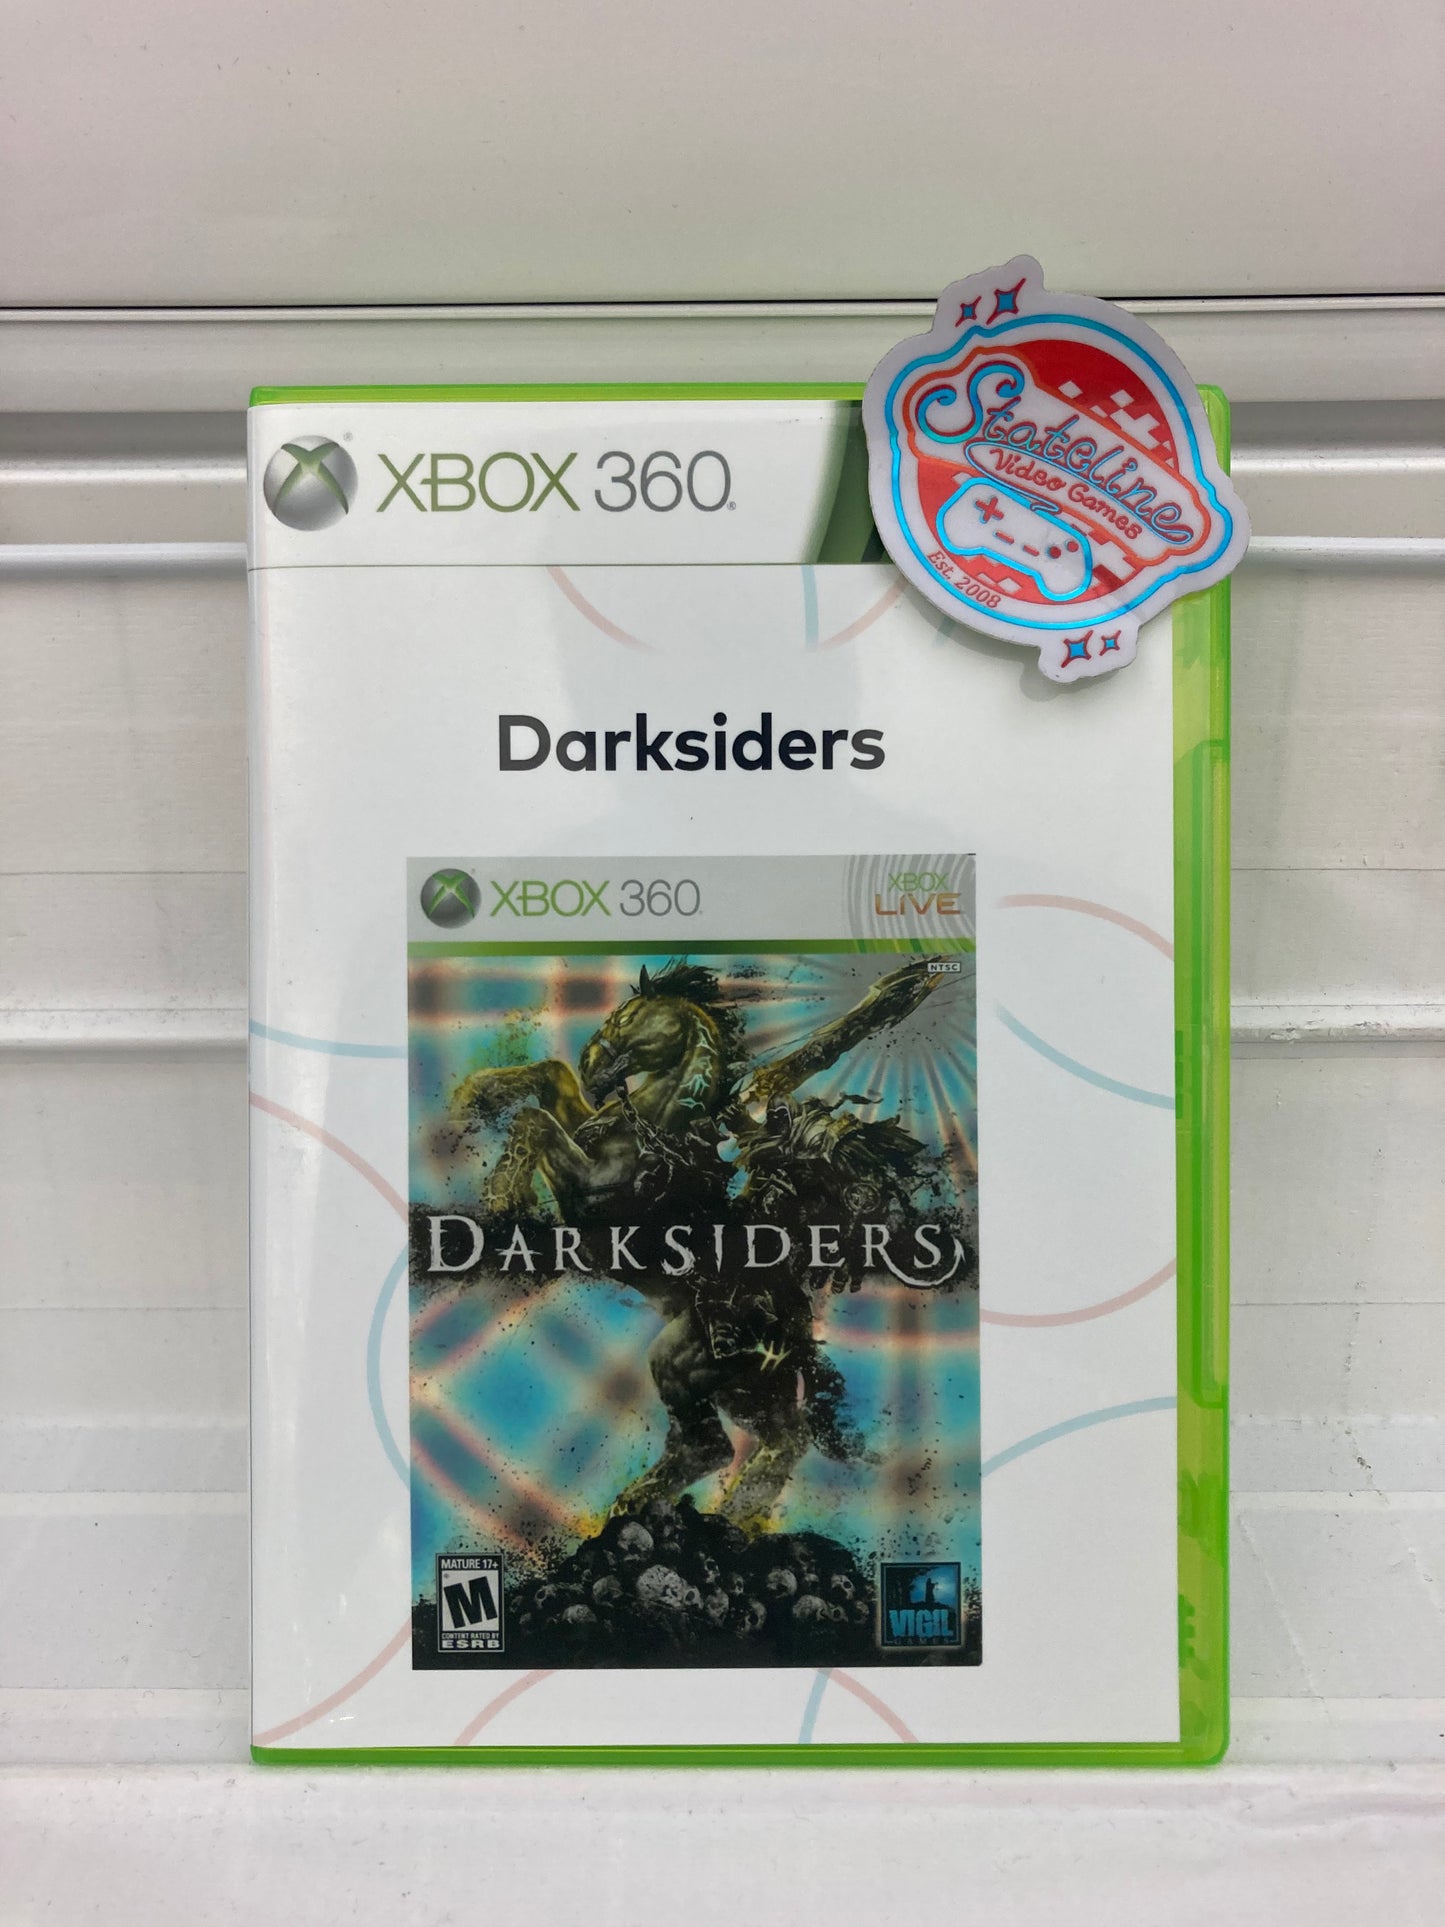 XBOX 360
Stateline
Video Games
Est. 2008
Darksiders
XBOX 360
XBOX
LIVE
NTSC
DARKSIDERS
MATURE 17+
M
CONTENT RATED BY
ESRB
VIGIL
GAMES